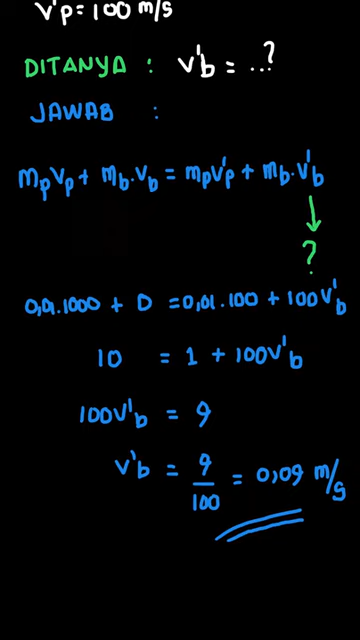 v'p = 100 m/s
DITANYA : v'b = ...?
JAWAB :
mpvp + mb.vb = mpv'p + mb.v'b
?
0,01.1000 + 0 = 0,01.100 + 100v'b
10 = 1 + 100v'b
100v'b = 9
v'b = 9/100 = 0,09 m/s